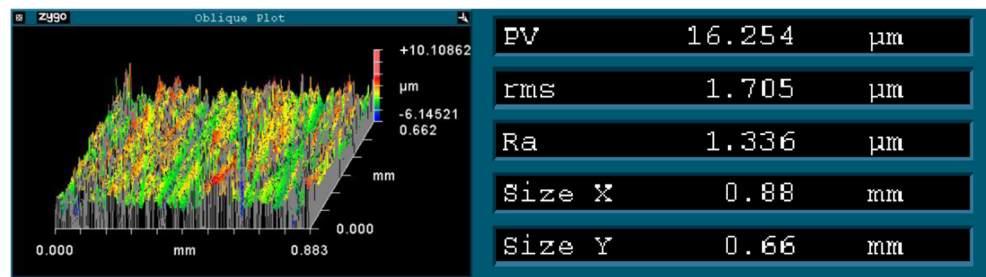 zygo Oblique Plot
+10.10862
µm
-6.14521
0.662
mm
0.000
0.000 mm 0.883
PV 16.254 µm
rms 1.705 µm
Ra 1.336 µm
Size X 0.88 mm
Size Y 0.66 mm